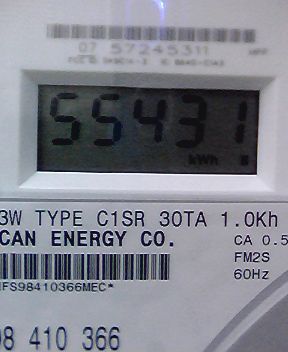 07 57245311
55431
kWh
3W TYPE C1SR 30TA 1.0Kh
CAN ENERGY CO.
CA 0.5
FM2S
60Hz
IFS98410366MEC*
98 410 366